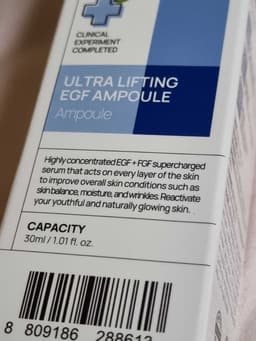 CLINICAL
EXPERIMENT
COMPLETED
ULTRA LIFTING
EGF AMPOULE
Ampoule
Highly concentrated EGF + FGF supercharged
serum that acts on every layer of the skin
to improve overall skin conditions such as
skin balance, moisture, and wrinkles. Reactivate
your youthful and naturally glowing skin.
CAPACITY
30ml / 1.01 fl. oz.
8 809186 288612